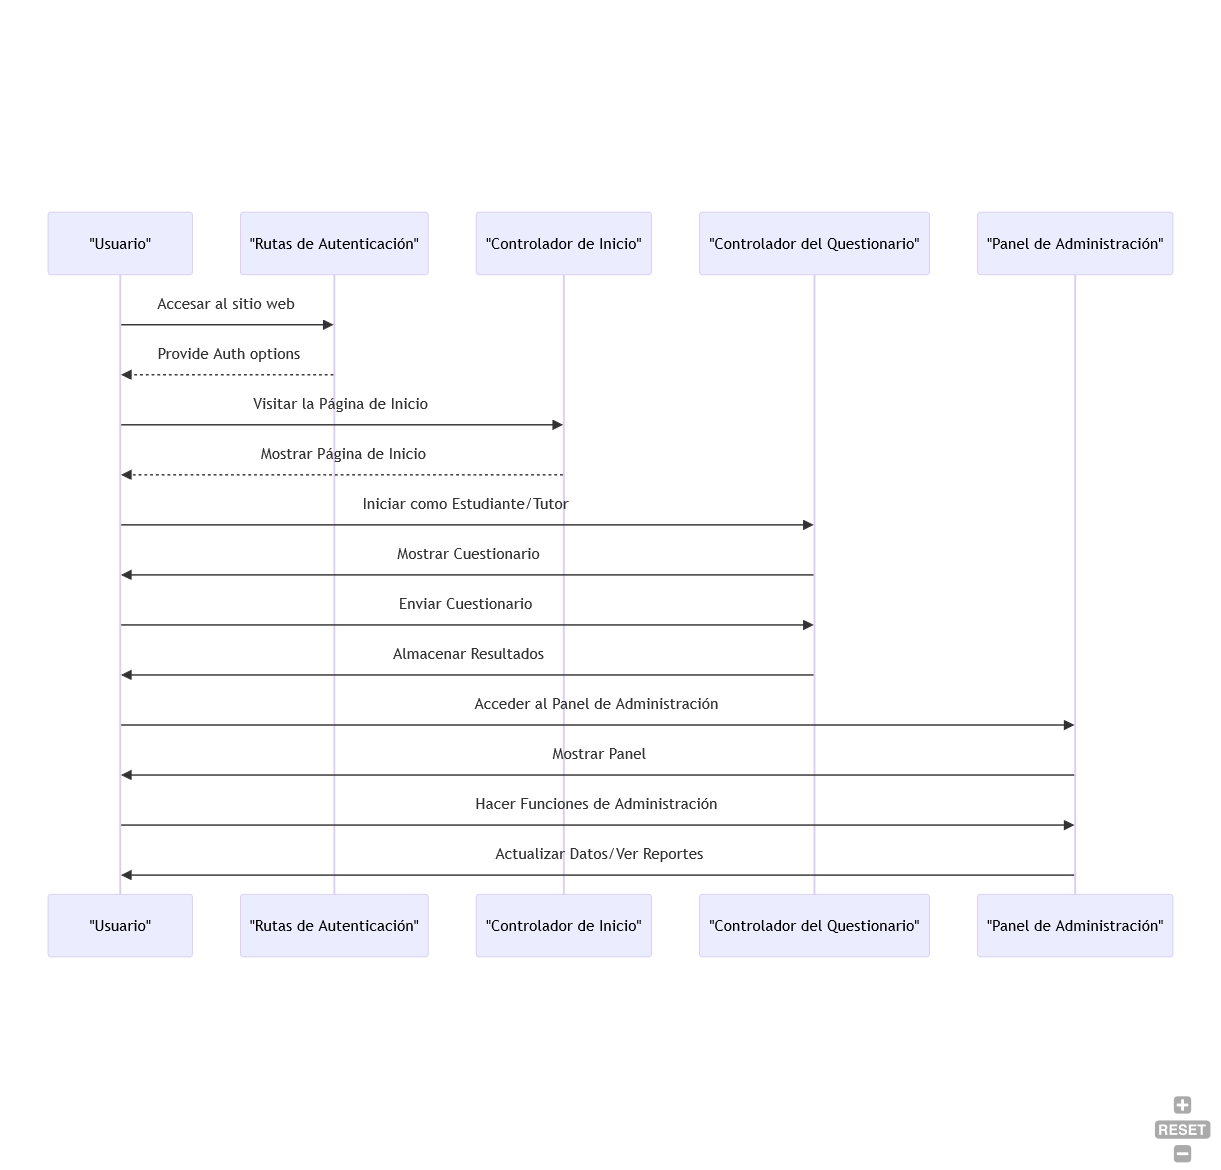 "Usuario"
"Rutas de Autenticación"
"Controlador de Inicio"
"Controlador del Questionario"
"Panel de Administración"
Accesar al sitio web
Provide Auth options
Visitar la Página de Inicio
Mostrar Página de Inicio
Iniciar como Estudiante/Tutor
Mostrar Cuestionario
Enviar Cuestionario
Almacenar Resultados
Acceder al Panel de Administración
Mostrar Panel
Hacer Funciones de Administración
Actualizar Datos/Ver Reportes
"Usuario"
"Rutas de Autenticación"
"Controlador de Inicio"
"Controlador del Questionario"
"Panel de Administración"
RESET